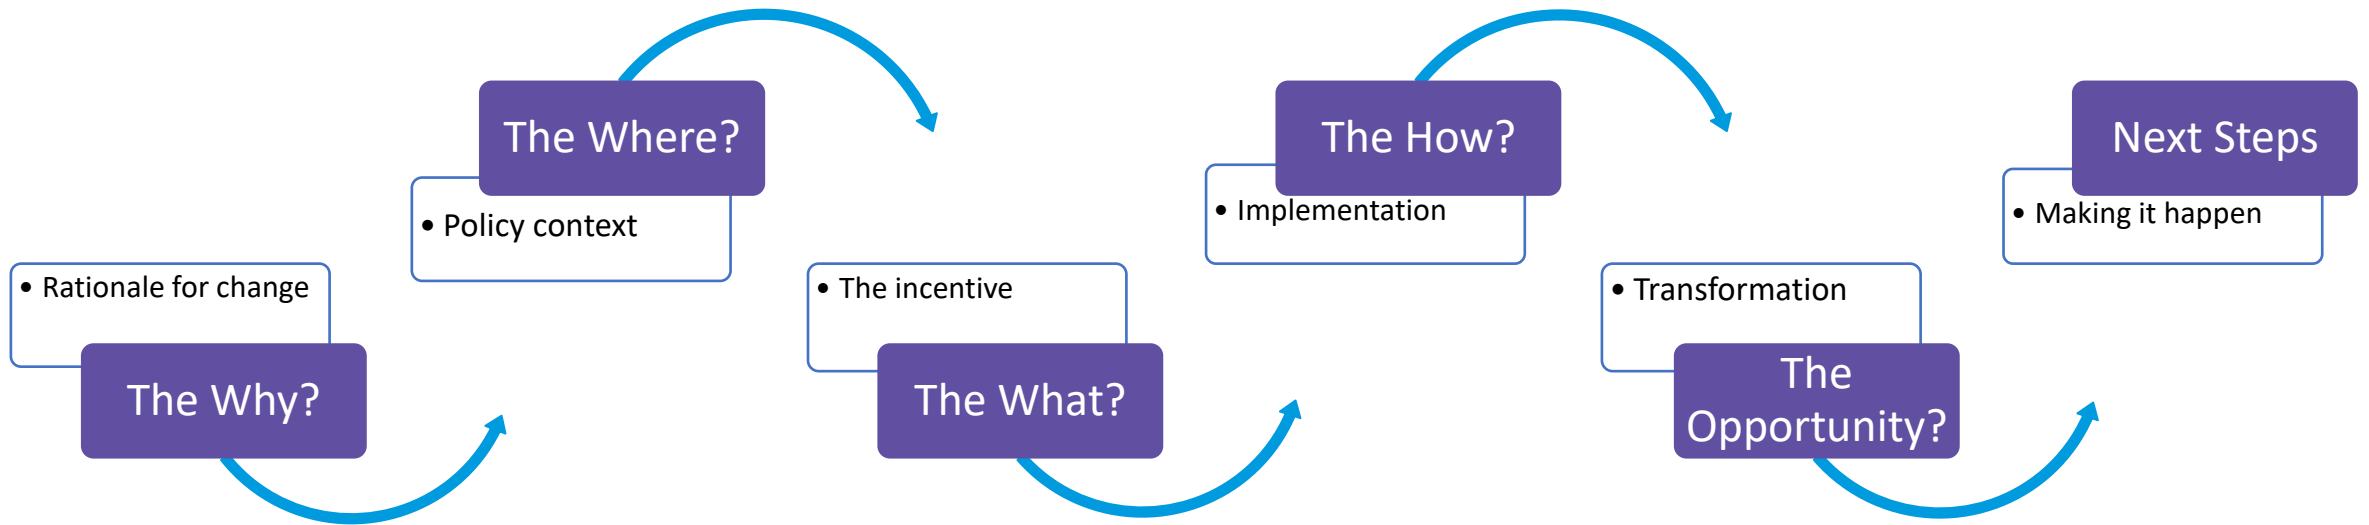 • Rationale for change
The Why?
The Where?
• Policy context
• The incentive
The What?
The How?
• Implementation
• Transformation
The
Opportunity?
Next Steps
• Making it happen